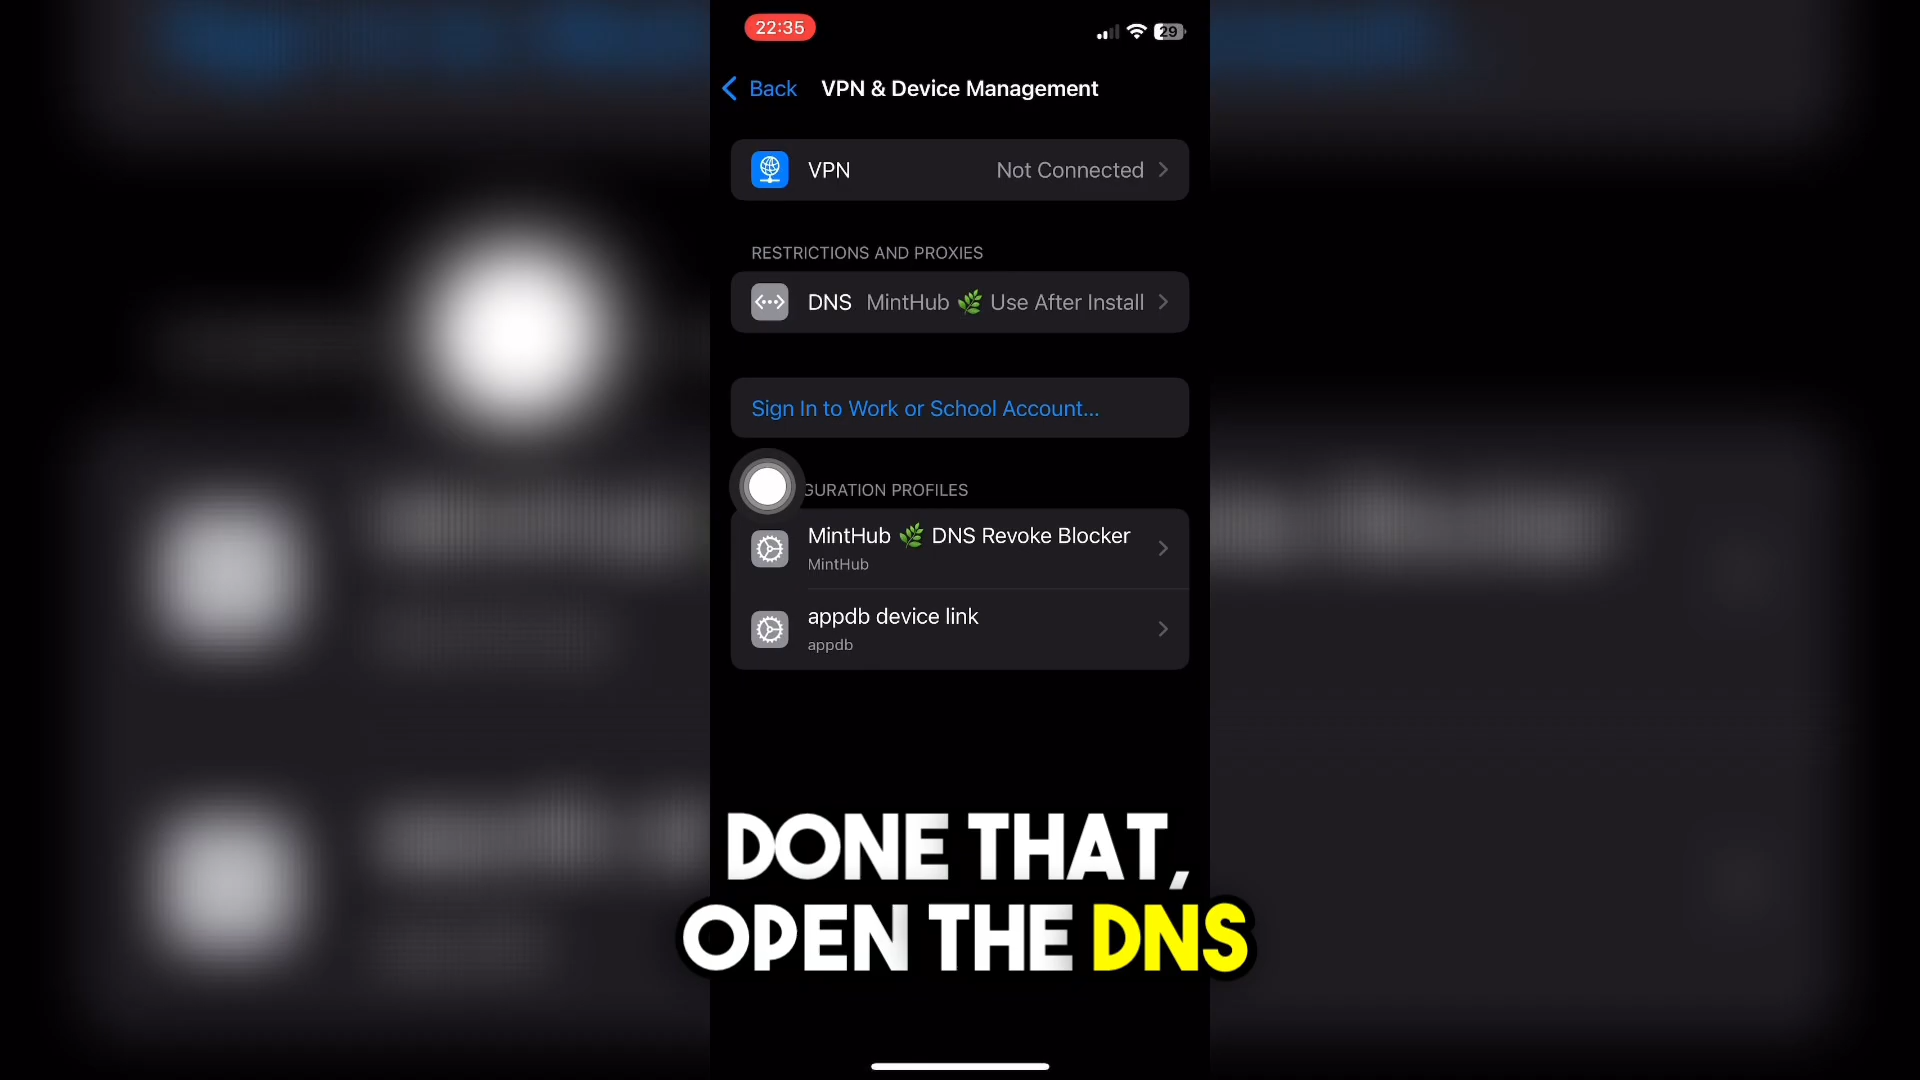 22:35
29
Back VPN & Device Management
VPN Not Connected
RESTRICTIONS AND PROXIES
DNS MintHub 🌿 Use After Install
Sign In to Work or School Account...
GURATION PROFILES
MintHub 🌿 DNS Revoke Blocker
MintHub
appdb device link
appdb
DONE THAT,
OPEN THE DNS